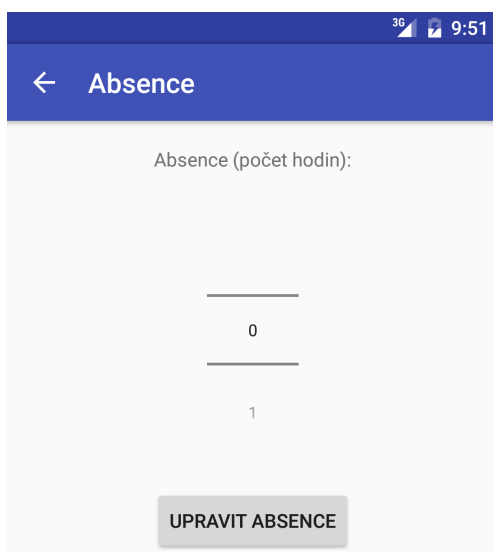 3G 9:51
Absence
Absence (počet hodin):
0
1
UPRAVIT ABSENCE